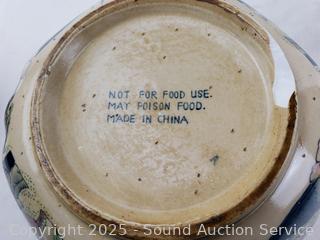 NOT FOR FOOD USE.
MAY POISON FOOD.
MADE IN CHINA
Copyright 2025 - Sound Auction Service